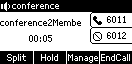 conference
conference2Membe
6011
00:05
6012
Split Hold Manage EndCall